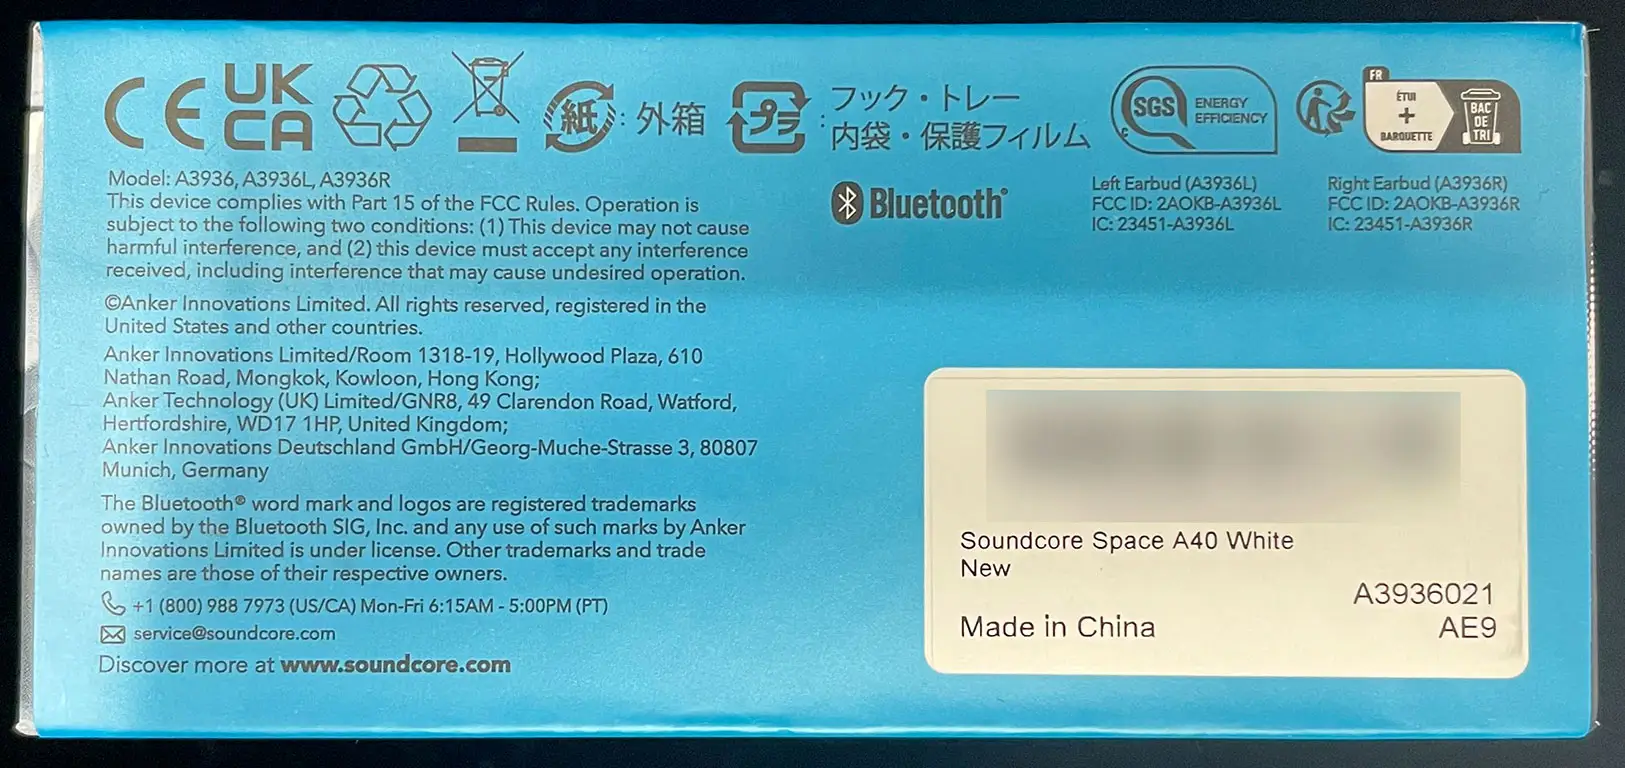 CE
UK
CA
紙 : 外箱
プラ : フック・トレー
内袋・保護フィルム
SGS ENERGY
EFFICIENCY
C
FR
ÉTUI
+
BARQUETTE
BAC
DE
TRI
Model: A3936, A3936L, A3936R
This device complies with Part 15 of the FCC Rules. Operation is
subject to the following two conditions: (1) This device may not cause
harmful interference, and (2) this device must accept any interference
received, including interference that may cause undesired operation.
©Anker Innovations Limited. All rights reserved, registered in the
United States and other countries.
Anker Innovations Limited/Room 1318-19, Hollywood Plaza, 610
Nathan Road, Mongkok, Kowloon, Hong Kong;
Anker Technology (UK) Limited/GNR8, 49 Clarendon Road, Watford,
Hertfordshire, WD17 1HP, United Kingdom;
Anker Innovations Deutschland GmbH/Georg-Muche-Strasse 3, 80807
Munich, Germany
The Bluetooth® word mark and logos are registered trademarks
owned by the Bluetooth SIG, Inc. and any use of such marks by Anker
Innovations Limited is under license. Other trademarks and trade
names are those of their respective owners.
+1 (800) 988 7973 (US/CA) Mon-Fri 6:15AM - 5:00PM (PT)
service@soundcore.com
Discover more at www.soundcore.com
Bluetooth®
Left Earbud (A3936L)
FCC ID: 2AOKB-A3936L
IC: 23451-A3936L
Right Earbud (A3936R)
FCC ID: 2AOKB-A3936R
IC: 23451-A3936R
Soundcore Space A40 White
New
A3936021
Made in China
AE9